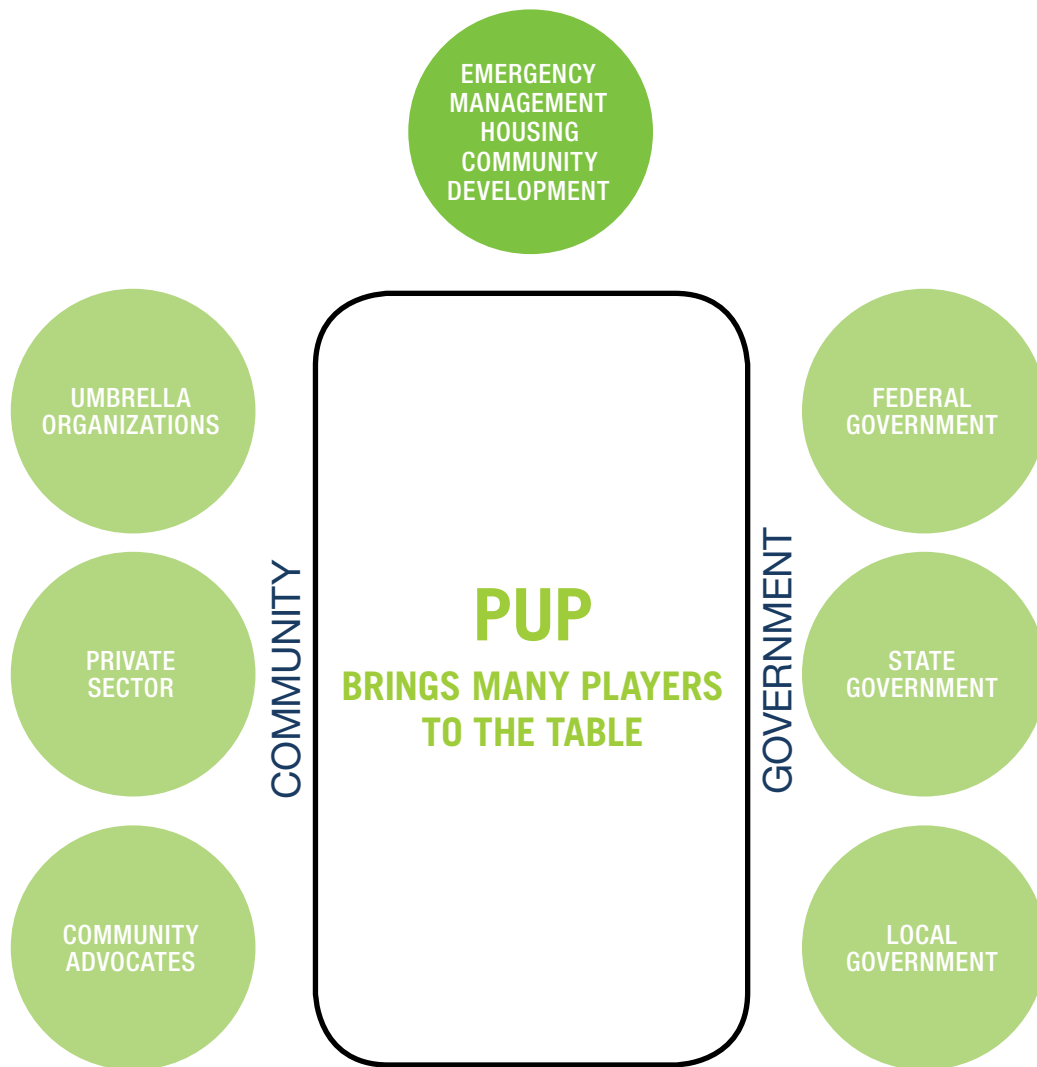 EMERGENCY
MANAGEMENT
HOUSING
COMMUNITY
DEVELOPMENT
UMBRELLA
ORGANIZATIONS
PRIVATE
SECTOR
COMMUNITY
ADVOCATES
COMMUNITY
PUP
BRINGS MANY PLAYERS
TO THE TABLE
GOVERNMENT
FEDERAL
GOVERNMENT
STATE
GOVERNMENT
LOCAL
GOVERNMENT